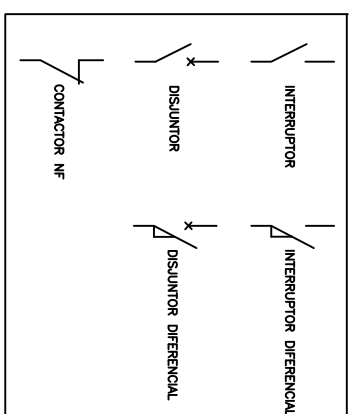 INTERRUPTOR
INTERRUPTOR DIFERENCIAL
DISJUNTOR
DISJUNTOR DIFERENCIAL
CONTACTOR NF